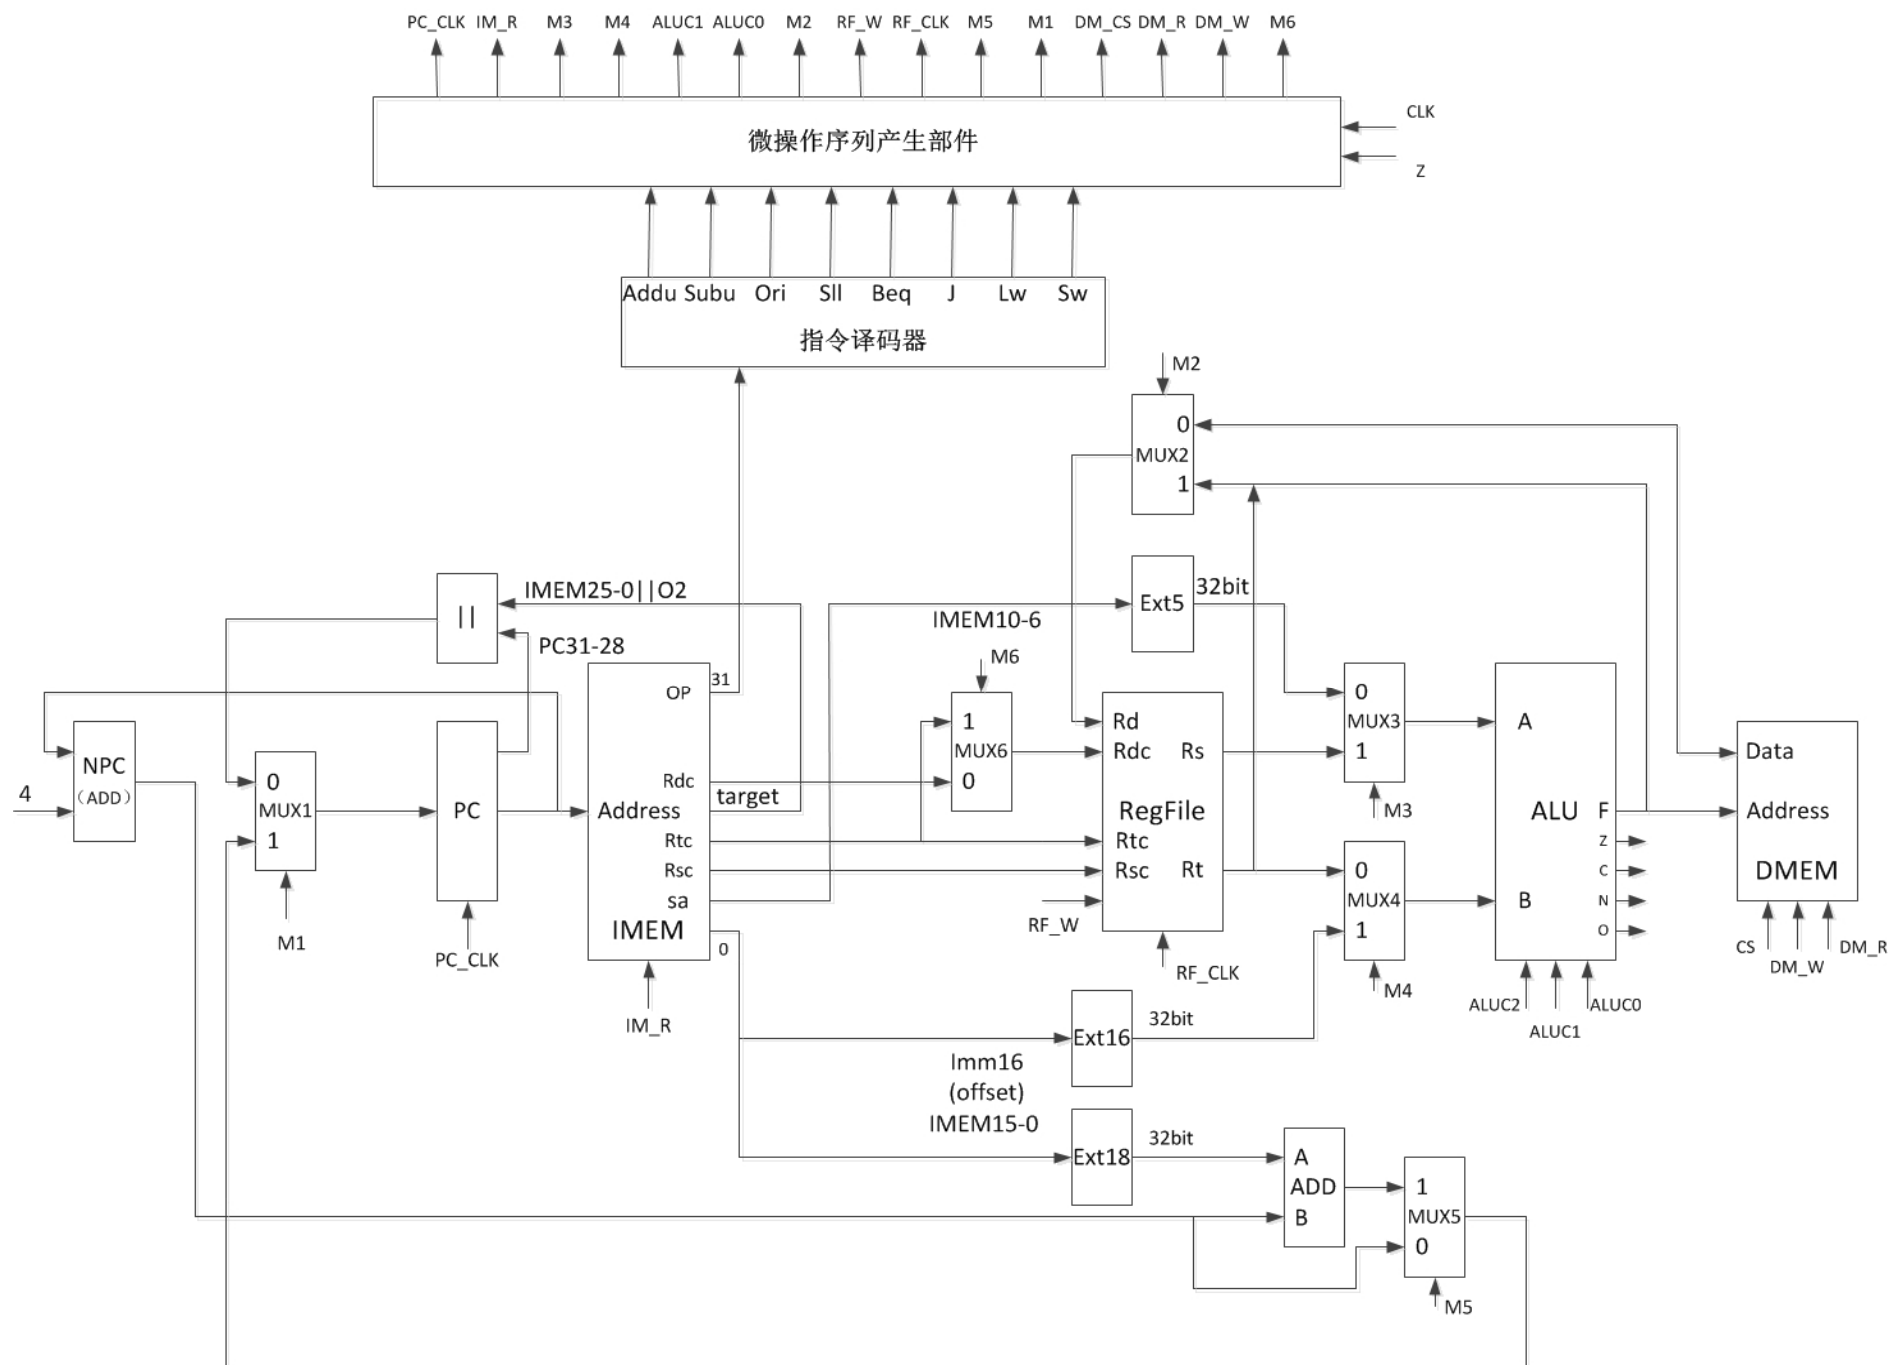 PC_CLK IM_R M3 M4 ALUC1 ALUC0 M2 RF_W RF_CLK M5 M1 DM_CS DM_R DM_W M6
微操作序列产生部件
CLK
Z
Addu Subu Ori Sll Beq J Lw Sw
指令译码器
M2
0
MUX2
1
IMEM25-0||O2
||
PC31-28
Ext5
32bit
IMEM10-6
M6
1
MUX6
0
NPC
(ADD)
4
0
MUX1
1
M1
PC
PC_CLK
OP
31
Rdc
Address
target
Rtc
Rsc
sa
IMEM
0
IM_R
Rd
Rdc
Rs
RegFile
Rtc
Rsc
Rt
RF_W
RF_CLK
0
MUX3
1
M3
0
MUX4
1
M4
A
ALU
F
Z
C
B
N
O
ALUC2
ALUC1
ALUC0
Data
Address
DMEM
CS
DM_W
DM_R
Ext16
32bit
Imm16
(offset)
IMEM15-0
Ext18
32bit
A
ADD
B
1
MUX5
0
M5